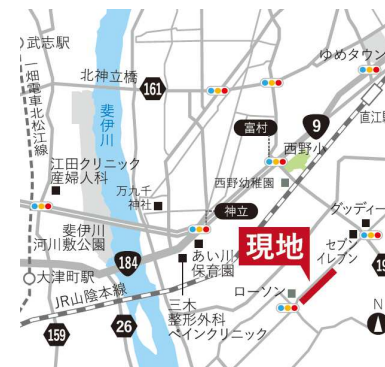 武志駅
一畑電車北松江線
北神立橋
161
斐伊川
ゆめタウン
直江駅
富村
9
西野小
西野幼稚園
江田クリニック
産婦人科
万九千
神社
神立
斐伊川
河川敷公園
184
あい川
保育園
グッディー
セブン
イレブン
現地
大津町駅
JR山陰本線
ローソン
三木
整形外科
ペインクリニック
26
159
19
N